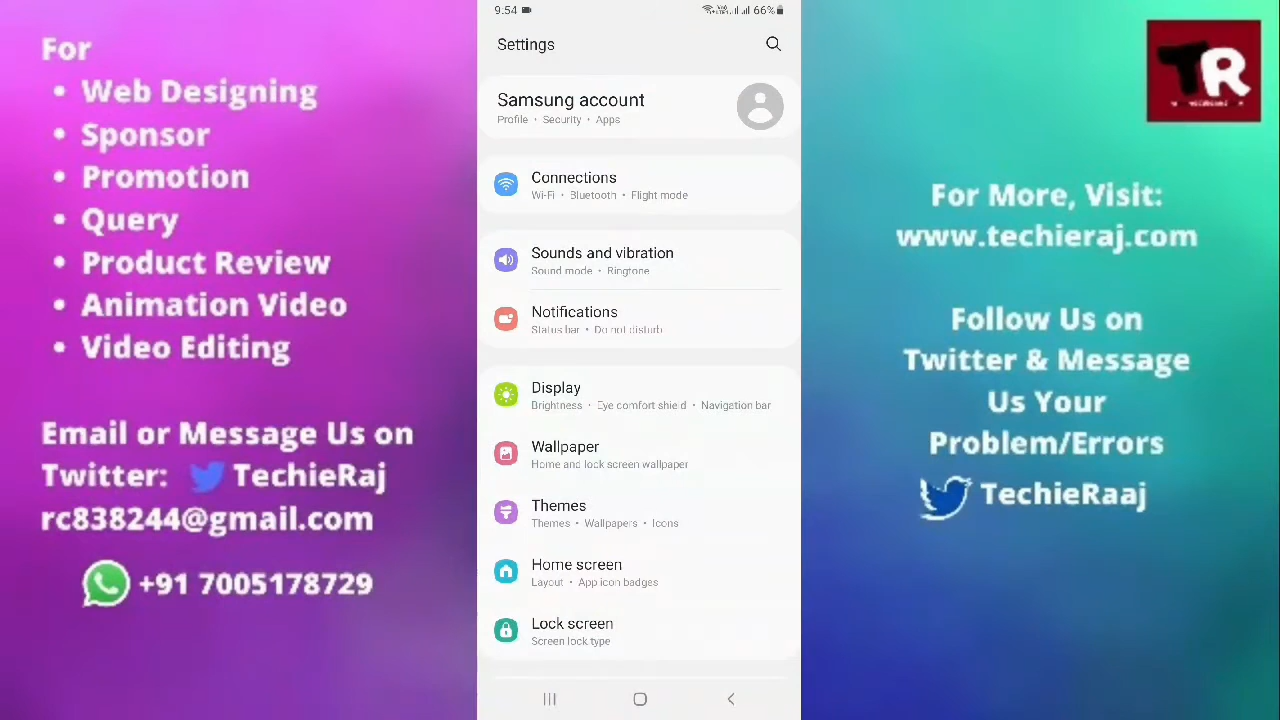 For
• Web Designing
• Sponsor
• Promotion
• Query
• Product Review
• Animation Video
• Video Editing
Email or Message Us on
Twitter: TechieRaj
rc838244@gmail.com
+91 7005178729
9:54
66%
Settings
Samsung account
Profile • Security • Apps
Connections
Wi-Fi • Bluetooth • Flight mode
Sounds and vibration
Sound mode • Ringtone
Notifications
Status bar • Do not disturb
Display
Brightness • Eye comfort shield • Navigation bar
Wallpaper
Home and lock screen wallpaper
Themes
Themes • Wallpapers • Icons
Home screen
Layout • App icon badges
Lock screen
Screen lock type
TR
For More, Visit:
www.techieraj.com
Follow Us on
Twitter & Message
Us Your
Problem/Errors
TechieRaaj